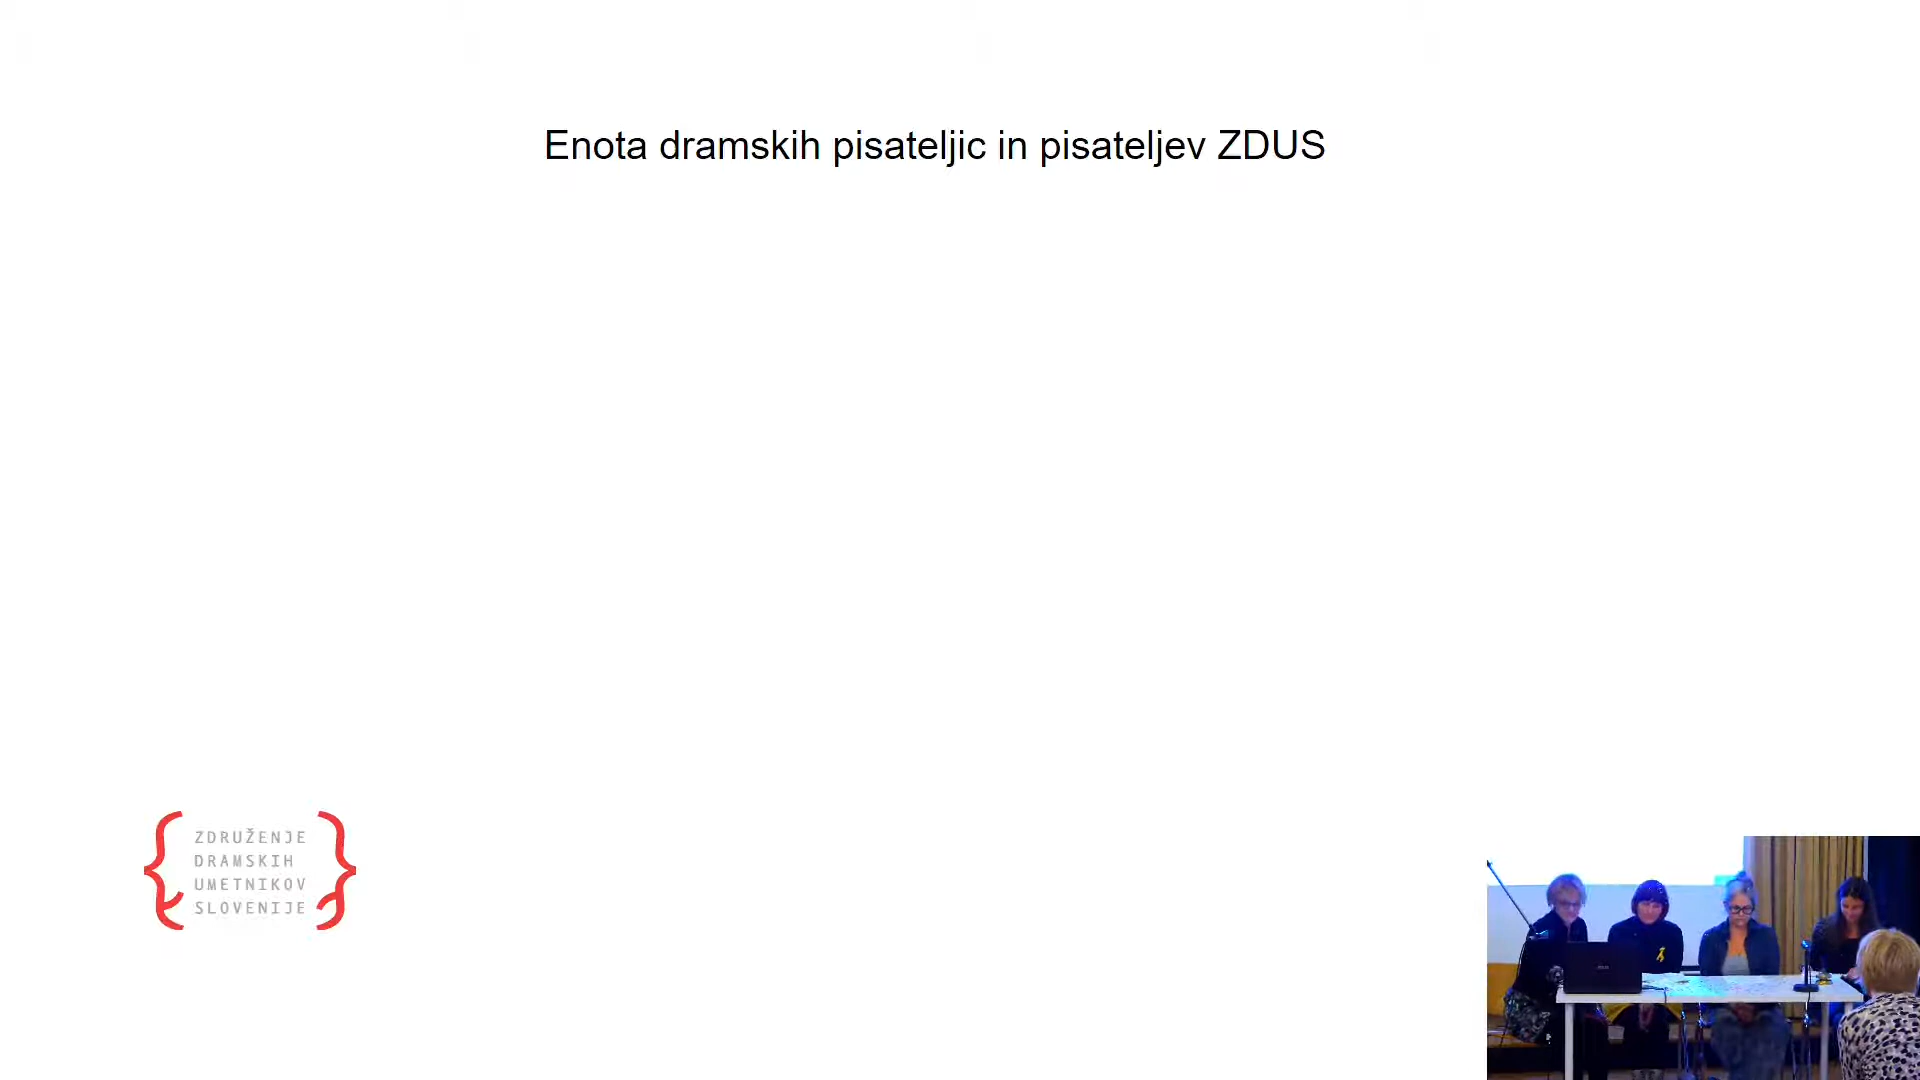 Enota dramskih pisateljic in pisateljev ZDUS
ZDRUŽENJE
DRAMSKIH
UMETNIKOV
SLOVENIJE